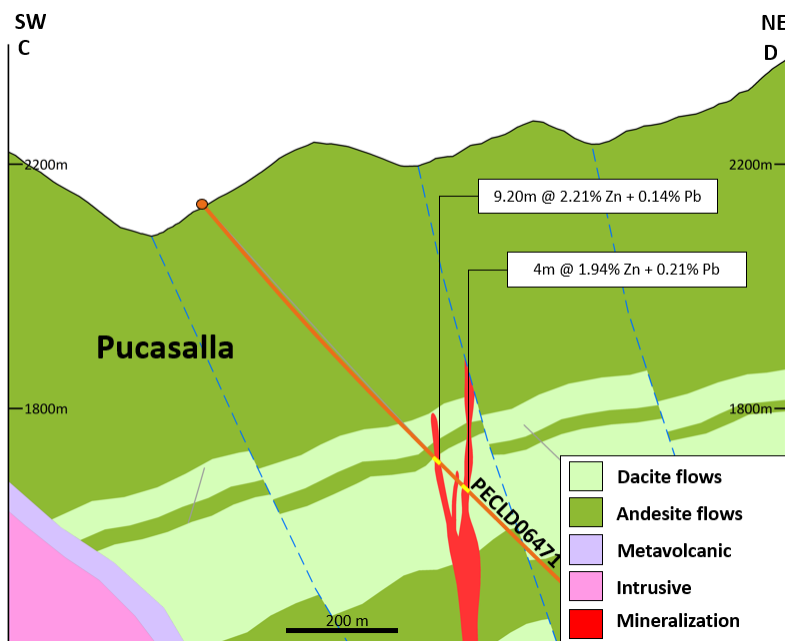 SW
C
NE
D
2200m
2200m
9.20m @ 2.21% Zn + 0.14% Pb
4m @ 1.94% Zn + 0.21% Pb
Pucasalla
1800m
1800m
PECLD06471
Dacite flows
Andesite flows
Metavolcanic
Intrusive
Mineralization
200 m